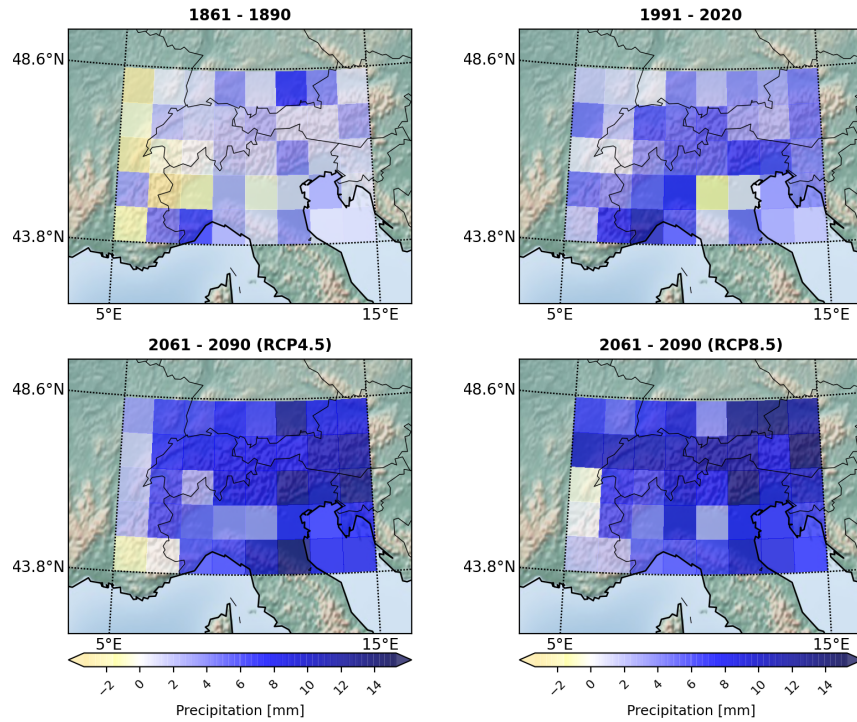 1861 - 1890
1991 - 2020
48.6°N
48.6°N
43.8°N
43.8°N
5°E
15°E
5°E
15°E
2061 - 2090 (RCP4.5)
2061 - 2090 (RCP8.5)
48.6°N
48.6°N
43.8°N
43.8°N
5°E
15°E
5°E
15°E
−2 0 2 4 6 8 10 12 14
−2 0 2 4 6 8 10 12 14
Precipitation [mm]
Precipitation [mm]